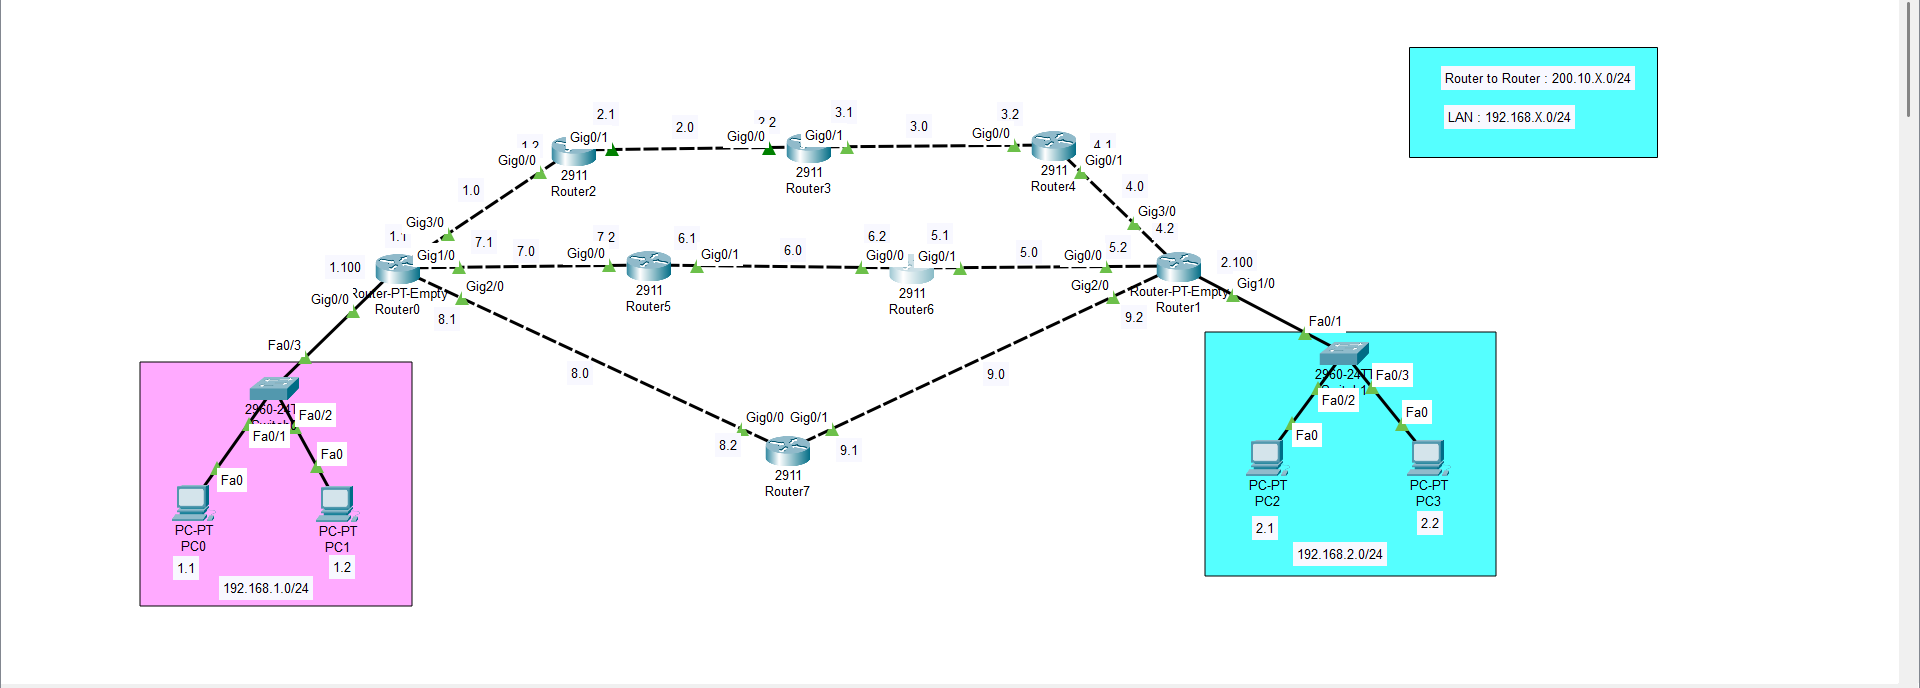 Router to Router : 200.10.X.0/24
LAN : 192.168.X.0/24
2.1
Gig0/1
2.0
2.2
Gig0/0
3.1
Gig0/1
3.0
3.2
Gig0/0
1.2
Gig0/0
2911
Router2
2911
Router3
2911
Router4
4.1
Gig0/1
1.0
4.0
Gig3/0
Gig3/0
4.2
1.1
7.1
Gig1/0
7.0
7.2
Gig0/0
6.1
Gig0/1
6.0
6.2
Gig0/0
5.1
Gig0/1
5.0
5.2
Gig0/0
1.100
2.100
Gig0/0
Router-PT-Empty
Router0
Gig2/0
8.1
2911
Router5
2911
Router6
Gig2/0
9.2
Router-PT-Empty
Router1
Gig1/0
Fa0/3
Fa0/1
8.0
9.0
2960-24T
Fa0/2
Fa0/1
Fa0
Fa0
2960-24TT
Fa0/3
Fa0/2
Fa0
Fa0
Gig0/0
Gig0/1
8.2
9.1
2911
Router7
PC-PT
PC0
1.1
PC-PT
PC1
1.2
192.168.1.0/24
PC-PT
PC2
2.1
PC-PT
PC3
2.2
192.168.2.0/24